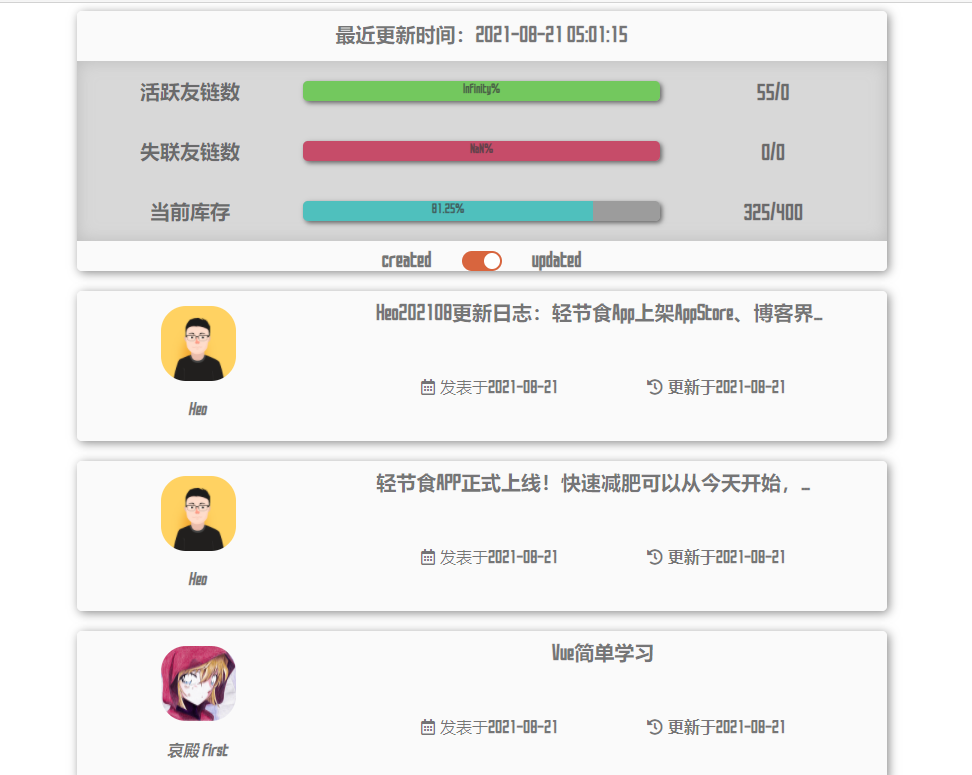 最近更新时间：2021-08-21 05:01:15
活跃友链数 Infinity% 55/0
失联友链数 NaN% 0/0
当前库存 81.25% 325/400
created updated
Heo202108更新日志：轻节食App上架AppStore、博客界…
发表于2021-08-21 更新于2021-08-21
Heo
轻节食APP正式上线！快速减肥可以从今天开始，…
发表于2021-08-21 更新于2021-08-21
Heo
Vue简单学习
发表于2021-08-21 更新于2021-08-21
哀殿first